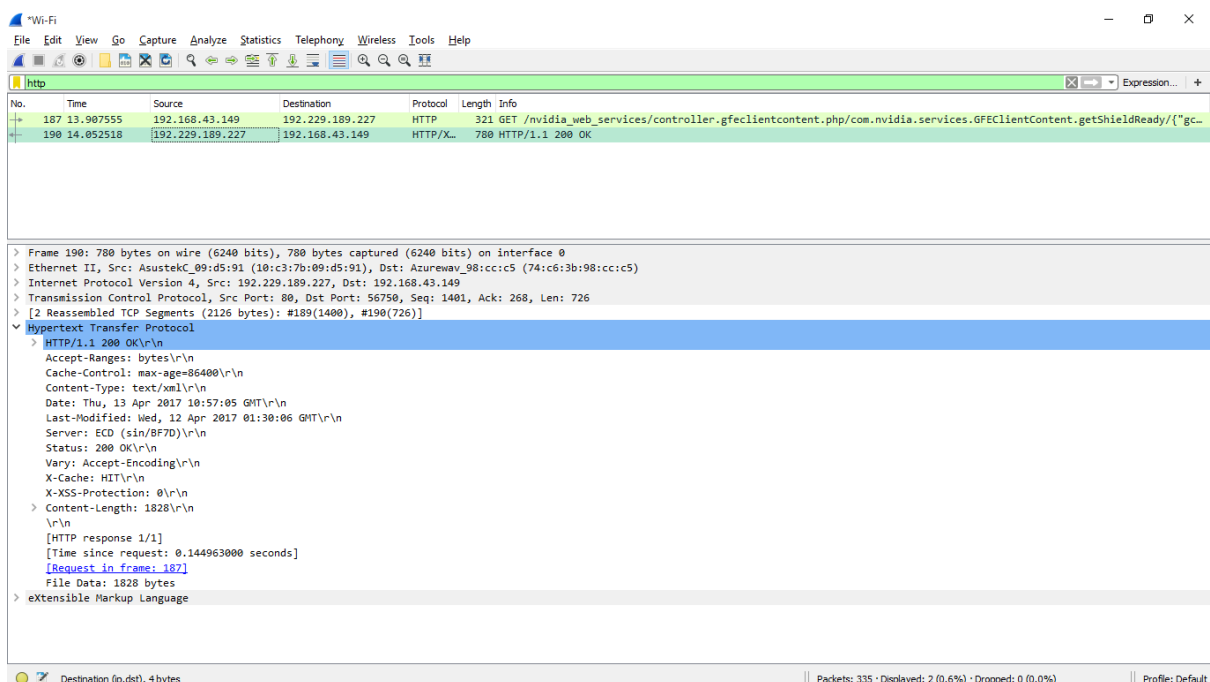 *Wi-Fi
File Edit View Go Capture Analyze Statistics Telephony Wireless Tools Help
http Expression... +
No. Time Source Destination Protocol Length Info
187 13.907555 192.168.43.149 192.229.189.227 HTTP 321 GET /nvidia_web_services/controller.gfeclientcontent.php/com.nvidia.services.GFEClientContent.getShieldReady/{"gc…
190 14.052518 192.229.189.227 192.168.43.149 HTTP/X… 780 HTTP/1.1 200 OK
Frame 190: 780 bytes on wire (6240 bits), 780 bytes captured (6240 bits) on interface 0
Ethernet II, Src: AsustekC_09:d5:91 (10:c3:7b:09:d5:91), Dst: Azurewav_98:cc:c5 (74:c6:3b:98:cc:c5)
Internet Protocol Version 4, Src: 192.229.189.227, Dst: 192.168.43.149
Transmission Control Protocol, Src Port: 80, Dst Port: 56750, Seq: 1401, Ack: 268, Len: 726
[2 Reassembled TCP Segments (2126 bytes): #189(1400), #190(726)]
Hypertext Transfer Protocol
HTTP/1.1 200 OK\r\n
Accept-Ranges: bytes\r\n
Cache-Control: max-age=86400\r\n
Content-Type: text/xml\r\n
Date: Thu, 13 Apr 2017 10:57:05 GMT\r\n
Last-Modified: Wed, 12 Apr 2017 01:30:06 GMT\r\n
Server: ECD (sin/BF7D)\r\n
Status: 200 OK\r\n
Vary: Accept-Encoding\r\n
X-Cache: HIT\r\n
X-XSS-Protection: 0\r\n
Content-Length: 1828\r\n
\r\n
[HTTP response 1/1]
[Time since request: 0.144963000 seconds]
[Request in frame: 187]
File Data: 1828 bytes
eXtensible Markup Language
Destination (ip.dst), 4 bytes Packets: 335 · Displayed: 2 (0.6%) · Dropped: 0 (0.0%) Profile: Default